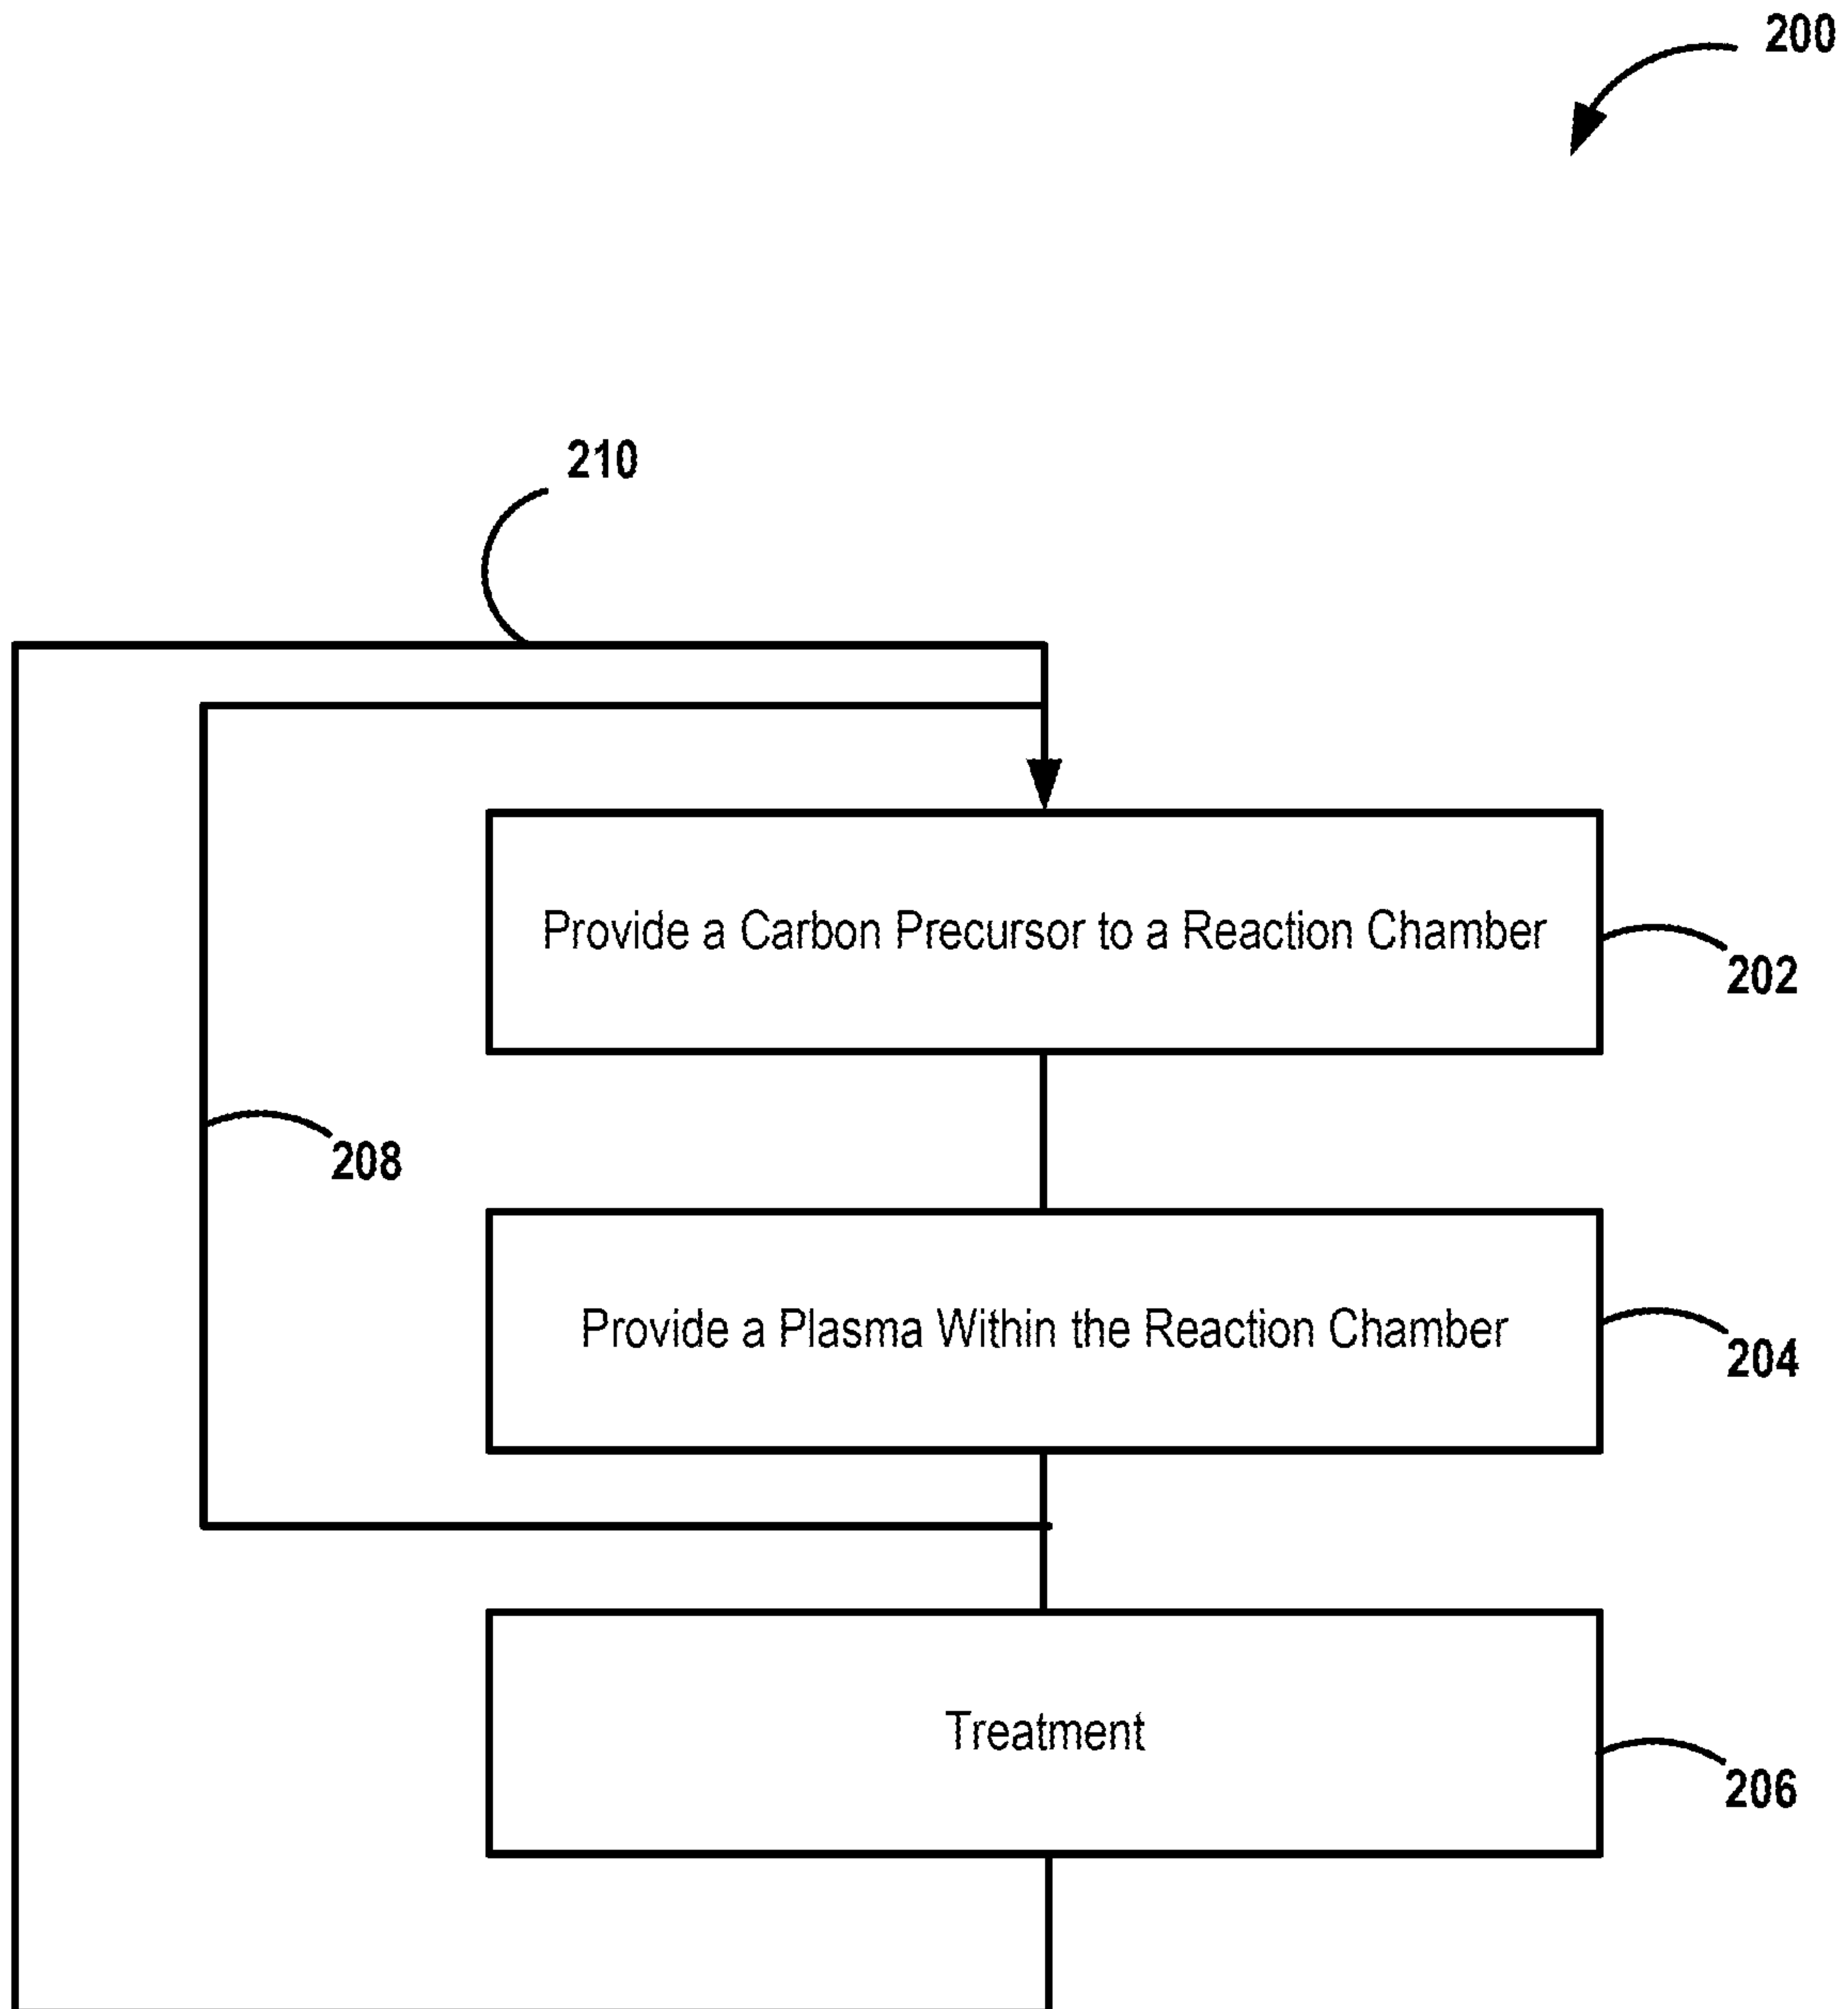 200
210
Provide a Carbon Precursor to a Reaction Chamber
202
208
Provide a Plasma Within the Reaction Chamber
204
Treatment
206